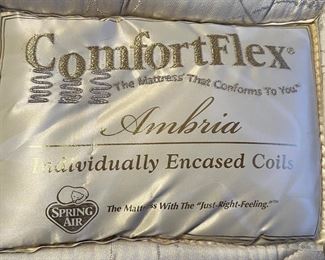 ComfortFlex®
"The Mattress That Conforms To You"
Ambria
Individually Encased Coils
SPRING AIR
The Mattress With The "Just-Right-Feeling."™